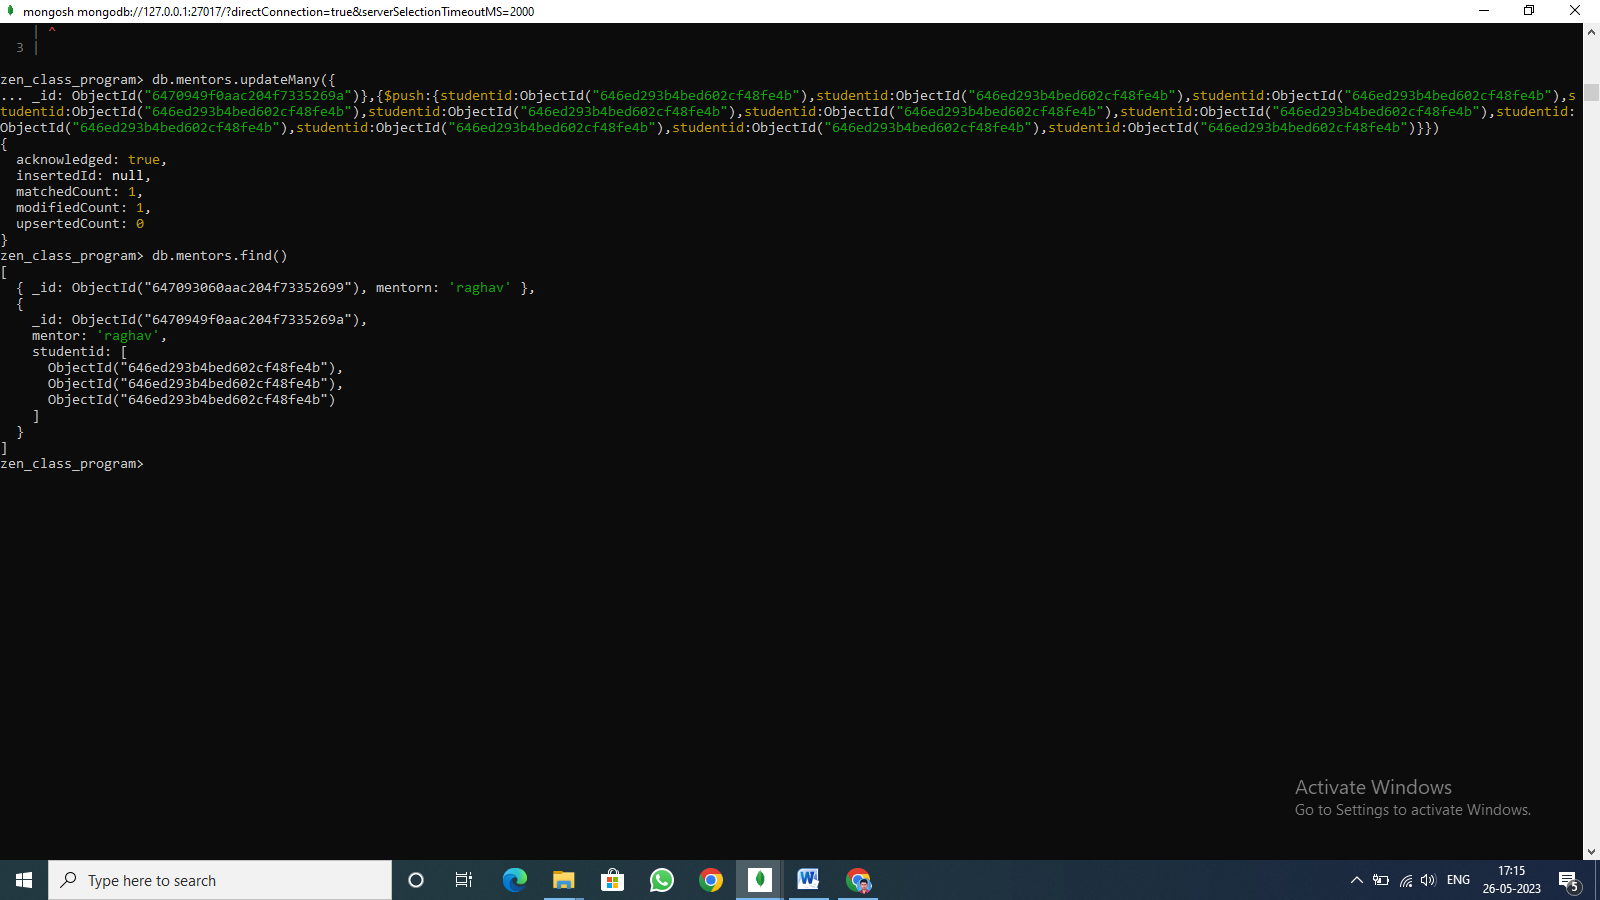 mongosh mongodb://127.0.0.1:27017/?directConnection=true&serverSelectionTimeoutMS=2000
| ^
3 |
zen_class_program> db.mentors.updateMany({
... _id: ObjectId("6470949f0aac204f7335269a")},{$push:{studentid:ObjectId("646ed293b4bed602cf48fe4b"),studentid:ObjectId("646ed293b4bed602cf48fe4b"),studentid:ObjectId("646ed293b4bed602cf48fe4b"),s
tudentid:ObjectId("646ed293b4bed602cf48fe4b"),studentid:ObjectId("646ed293b4bed602cf48fe4b"),studentid:ObjectId("646ed293b4bed602cf48fe4b"),studentid:ObjectId("646ed293b4bed602cf48fe4b"),studentid:
ObjectId("646ed293b4bed602cf48fe4b"),studentid:ObjectId("646ed293b4bed602cf48fe4b"),studentid:ObjectId("646ed293b4bed602cf48fe4b"),studentid:ObjectId("646ed293b4bed602cf48fe4b")}})
{
  acknowledged: true,
  insertedId: null,
  matchedCount: 1,
  modifiedCount: 1,
  upsertedCount: 0
}
zen_class_program> db.mentors.find()
[
  { _id: ObjectId("647093060aac204f73352699"), mentorn: 'raghav' },
  {
    _id: ObjectId("6470949f0aac204f7335269a"),
    mentor: 'raghav',
    studentid: [
      ObjectId("646ed293b4bed602cf48fe4b"),
      ObjectId("646ed293b4bed602cf48fe4b"),
      ObjectId("646ed293b4bed602cf48fe4b")
    ]
  }
]
zen_class_program>
Activate Windows
Go to Settings to activate Windows.
Type here to search
ENG
17:15
26-05-2023
5